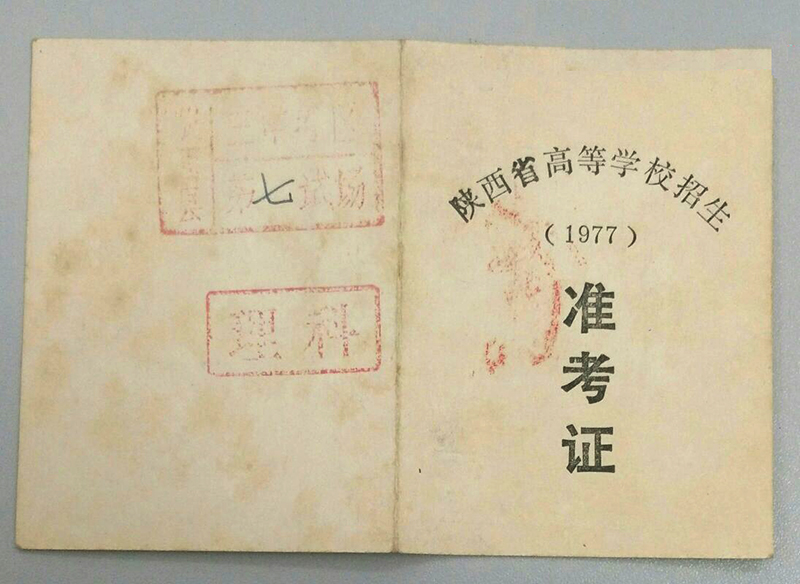 陕西省高等学校招生
（1977）
准考证
第七试场
理科